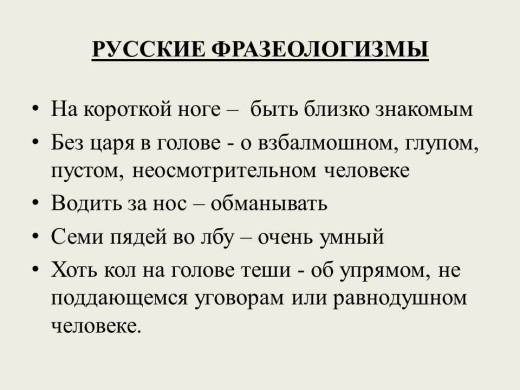 РУССКИЕ ФРАЗЕОЛОГИЗМЫ
• На короткой ноге – быть близко знакомым
• Без царя в голове - о взбалмошном, глупом,
пустом, неосмотрительном человеке
• Водить за нос – обманывать
• Семи пядей во лбу – очень умный
• Хоть кол на голове теши - об упрямом, не
поддающемся уговорам или равнодушном
человеке.